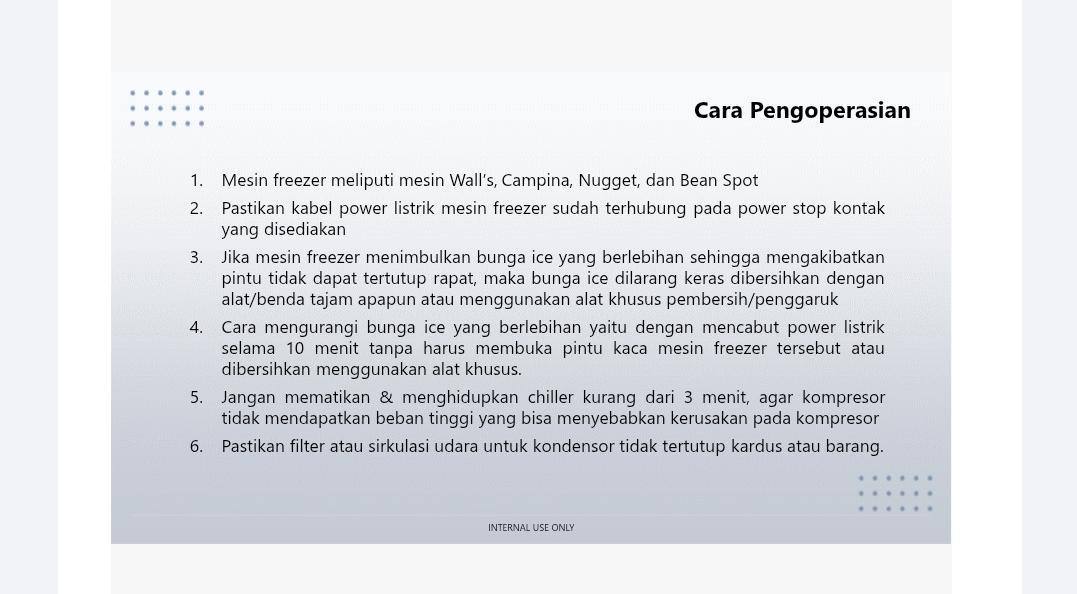 Cara Pengoperasian
1. Mesin freezer meliputi mesin Wall's, Campina, Nugget, dan Bean Spot
2. Pastikan kabel power listrik mesin freezer sudah terhubung pada power stop kontak
yang disediakan
3. Jika mesin freezer menimbulkan bunga ice yang berlebihan sehingga mengakibatkan
pintu tidak dapat tertutup rapat, maka bunga ice dilarang keras dibersihkan dengan
alat/benda tajam apapun atau menggunakan alat khusus pembersih/penggaruk
4. Cara mengurangi bunga ice yang berlebihan yaitu dengan mencabut power listrik
selama 10 menit tanpa harus membuka pintu kaca mesin freezer tersebut atau
dibersihkan menggunakan alat khusus.
5. Jangan mematikan & menghidupkan chiller kurang dari 3 menit, agar kompresor
tidak mendapatkan beban tinggi yang bisa menyebabkan kerusakan pada kompresor
6. Pastikan filter atau sirkulasi udara untuk kondensor tidak tertutup kardus atau barang.
INTERNAL USE ONLY